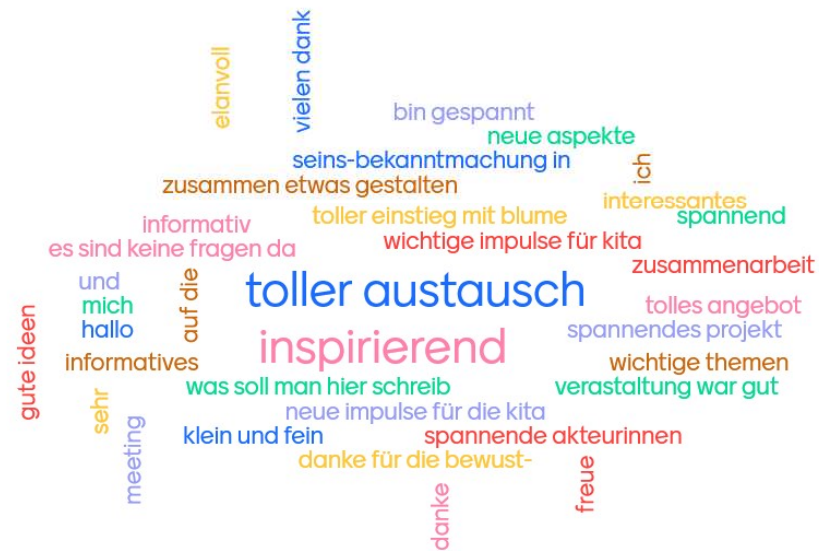 elanvoll
vielen dank
bin gespannt
neue aspekte
seins-bekanntmachung in
ich
zusammen etwas gestalten
interessantes
toller einstieg mit blume
spannend
informativ
wichtige impulse für kita
es sind keine fragen da
zusammenarbeit
und
auf die
toller austausch
mich
tolles angebot
hallo
spannendes projekt
gute ideen
inspirierend
informatives
wichtige themen
was soll man hier schreib
verastaltung war gut
sehr
neue impulse für die kita
meeting
klein und fein
spannende akteurinnen
danke für die bewust-
freue
danke